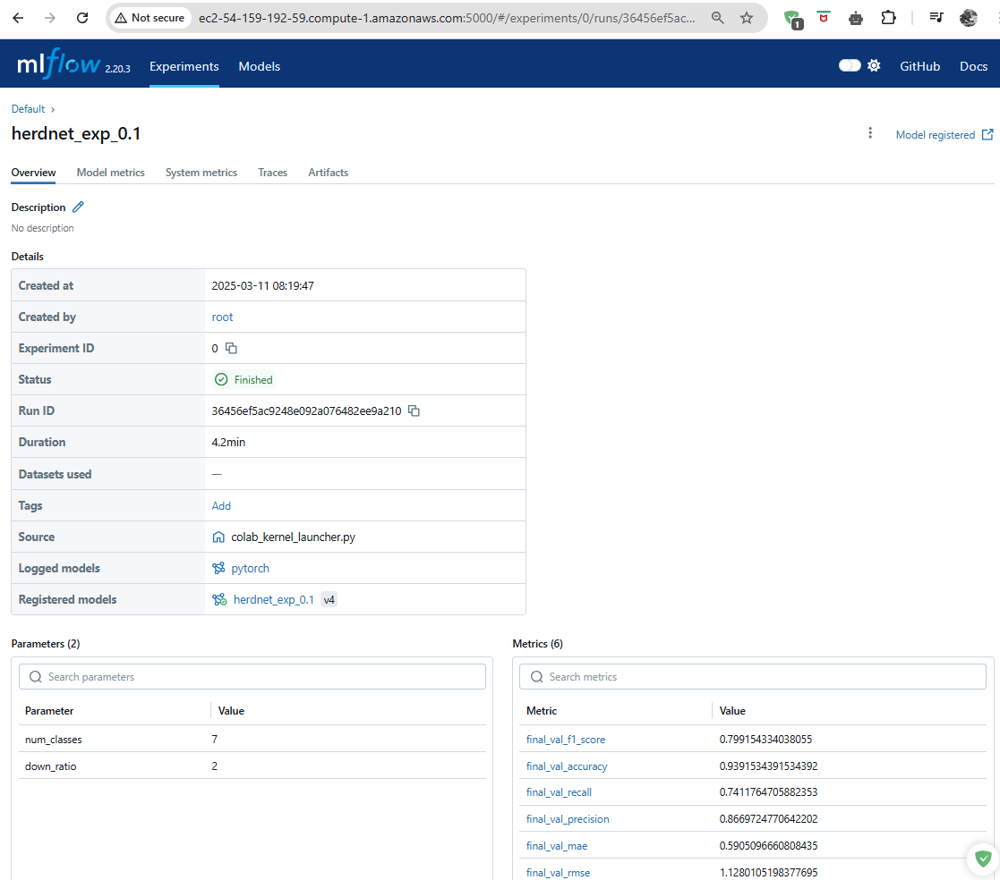 Not secure ec2-54-159-192-59.compute-1.amazonaws.com:5000/#/experiments/0/runs/36456ef5ac... 1
mlflow 2.20.3 Experiments Models GitHub Docs
Default ›
herdnet_exp_0.1 Model registered
Overview Model metrics System metrics Traces Artifacts
Description
No description
Details
Created at 2025-03-11 08:19:47
Created by root
Experiment ID 0
Status Finished
Run ID 36456ef5ac9248e092a076482ee9a210
Duration 4.2min
Datasets used —
Tags Add
Source colab_kernel_launcher.py
Logged models pytorch
Registered models herdnet_exp_0.1 v4
Parameters (2) Metrics (6)
Search parameters Search metrics
Parameter Value Metric Value
num_classes 7 final_val_f1_score 0.799154334038055
down_ratio 2 final_val_accuracy 0.9391534391534392
final_val_recall 0.7411764705882353
final_val_precision 0.8669724770642202
final_val_mae 0.5905096660808435
final_val_rmse 1.1280105198377695